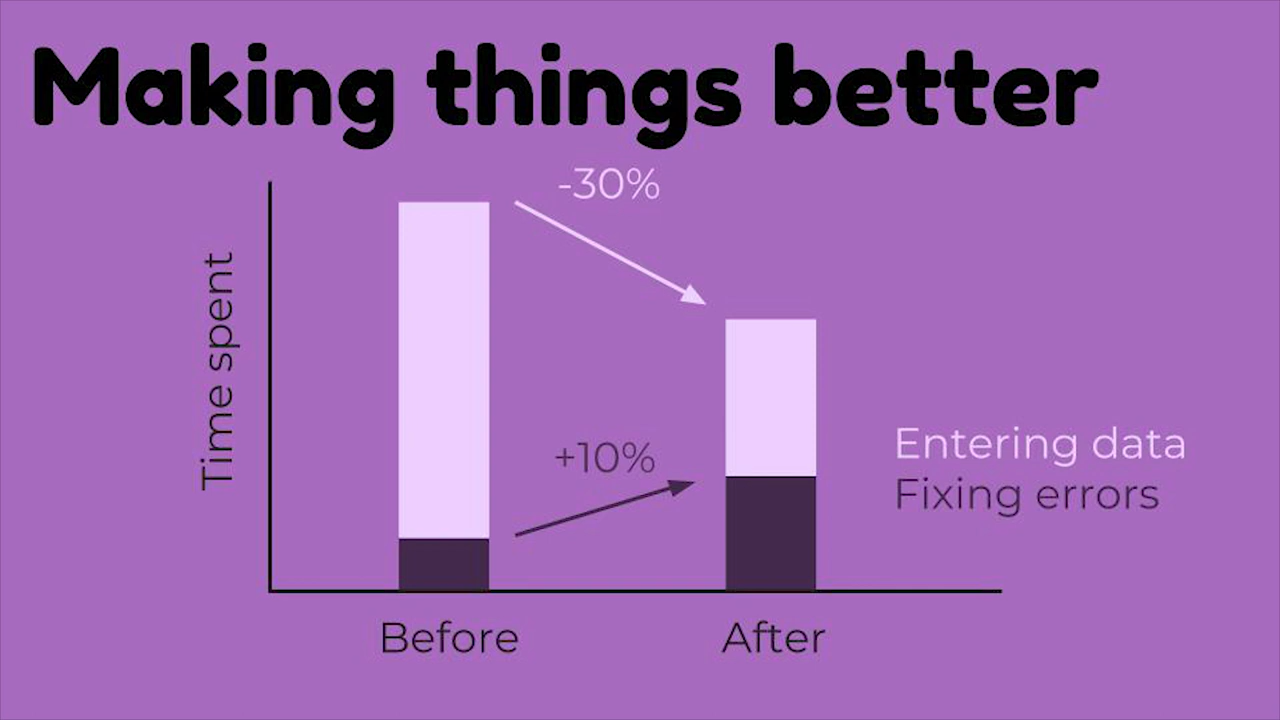 Making things better
-30%
Time spent
+10%
Entering data
Fixing errors
Before
After